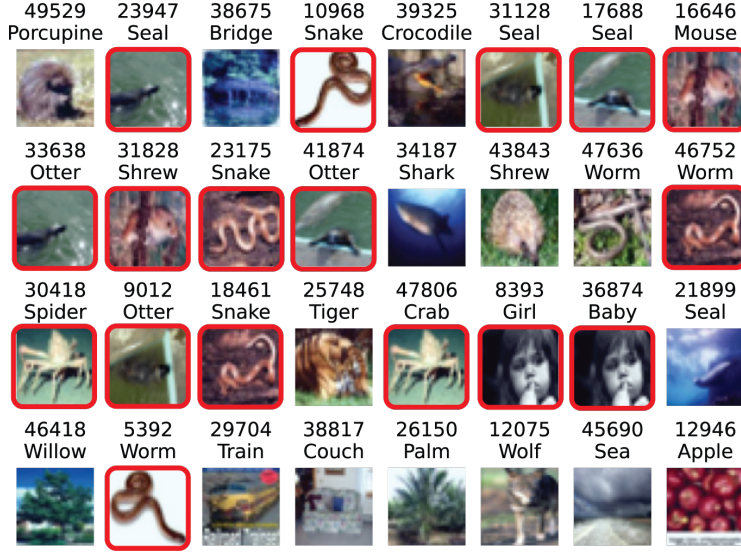 49529 23947 38675 10968 39325 31128 17688 16646
Porcupine Seal Bridge Snake Crocodile Seal Seal Mouse
33638 31828 23175 41874 34187 43843 47636 46752
Otter Shrew Snake Otter Shark Shrew Worm Worm
30418 9012 18461 25748 47806 8393 36874 21899
Spider Otter Snake Tiger Crab Girl Baby Seal
46418 5392 29704 38817 26150 12075 45690 12946
Willow Worm Train Couch Palm Wolf Sea Apple